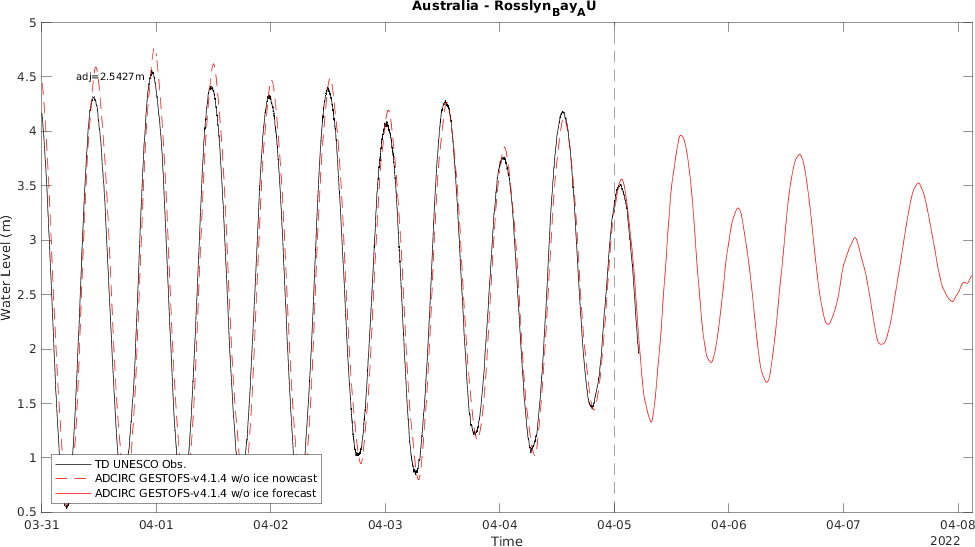 Australia - Rosslyn_Bay_AU
5
4.5
4
3.5
3
2.5
2
1.5
1
0.5
Water Level (m)
adj=2.5427m
TD UNESCO Obs.
ADCIRC GESTOFS-v4.1.4 w/o ice nowcast
ADCIRC GESTOFS-v4.1.4 w/o ice forecast
03-31 04-01 04-02 04-03 04-04 04-05 04-06 04-07 04-08
Time
2022